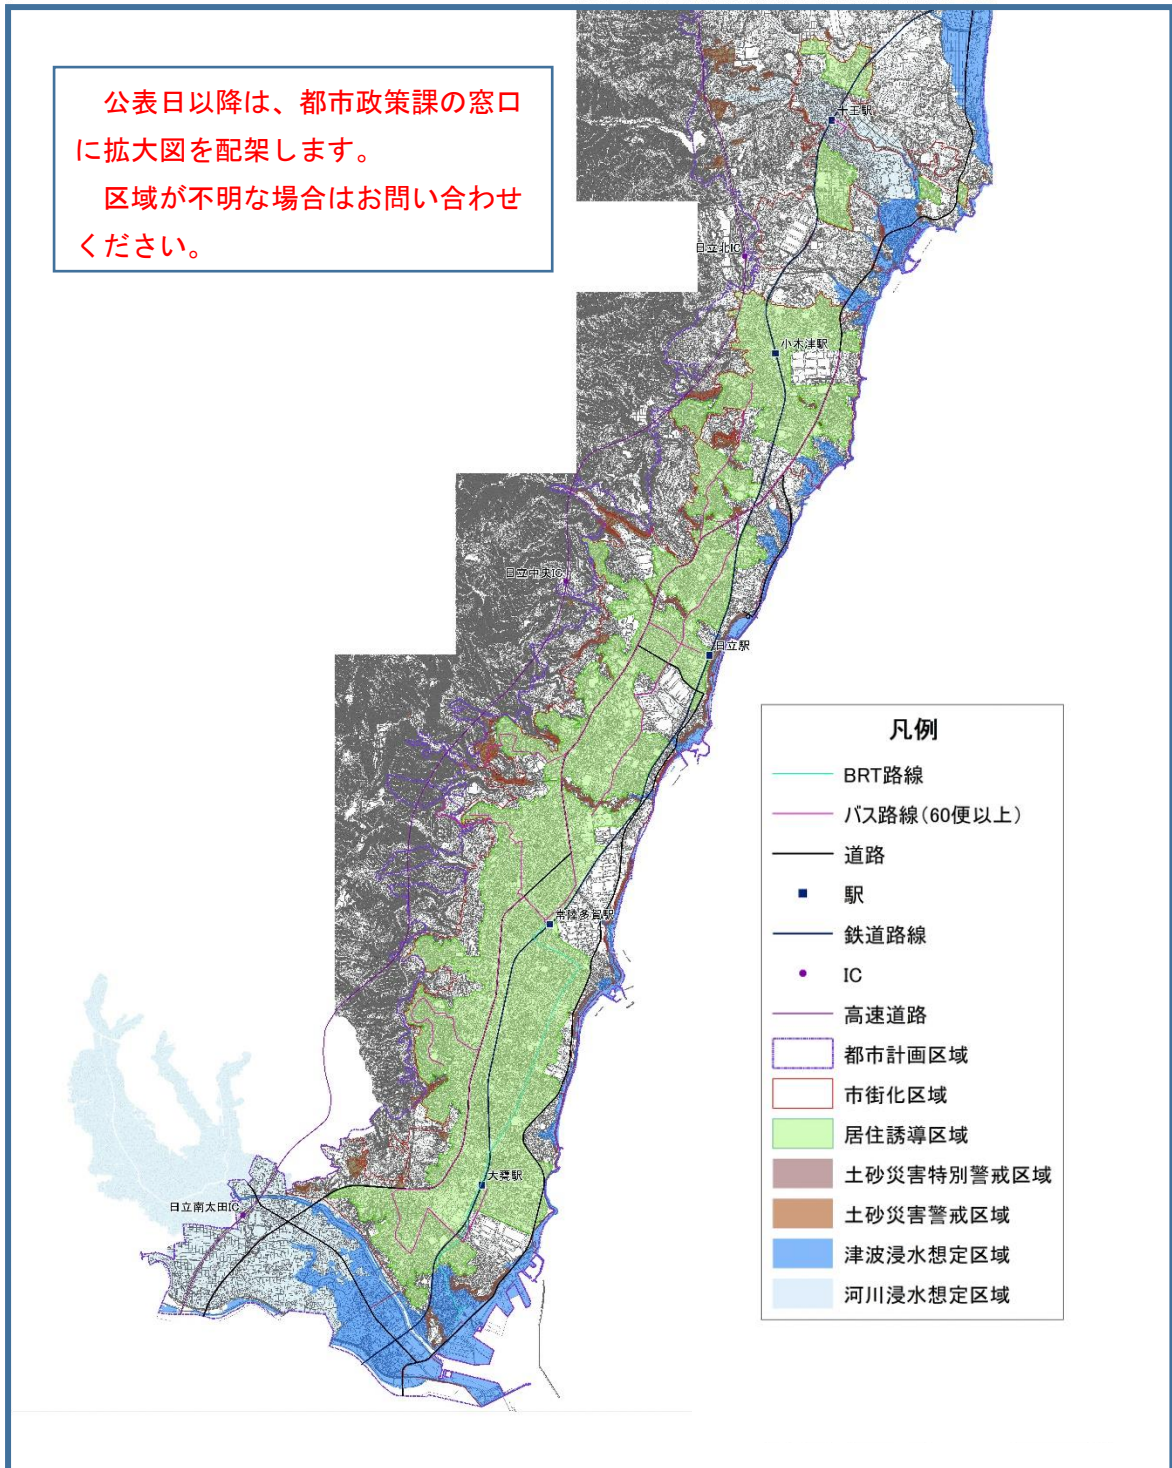 公表日以降は、都市政策課の窓口
に拡大図を配架します。
区域が不明な場合はお問い合わせ
ください。
十王駅
日立北IC
小木津駅
日立中央IC
日立駅
常陸多賀駅
大甕駅
日立南太田IC
凡例
BRT路線
バス路線（60便以上）
道路
駅
鉄道路線
IC
高速道路
都市計画区域
市街化区域
居住誘導区域
土砂災害特別警戒区域
土砂災害警戒区域
津波浸水想定区域
河川浸水想定区域